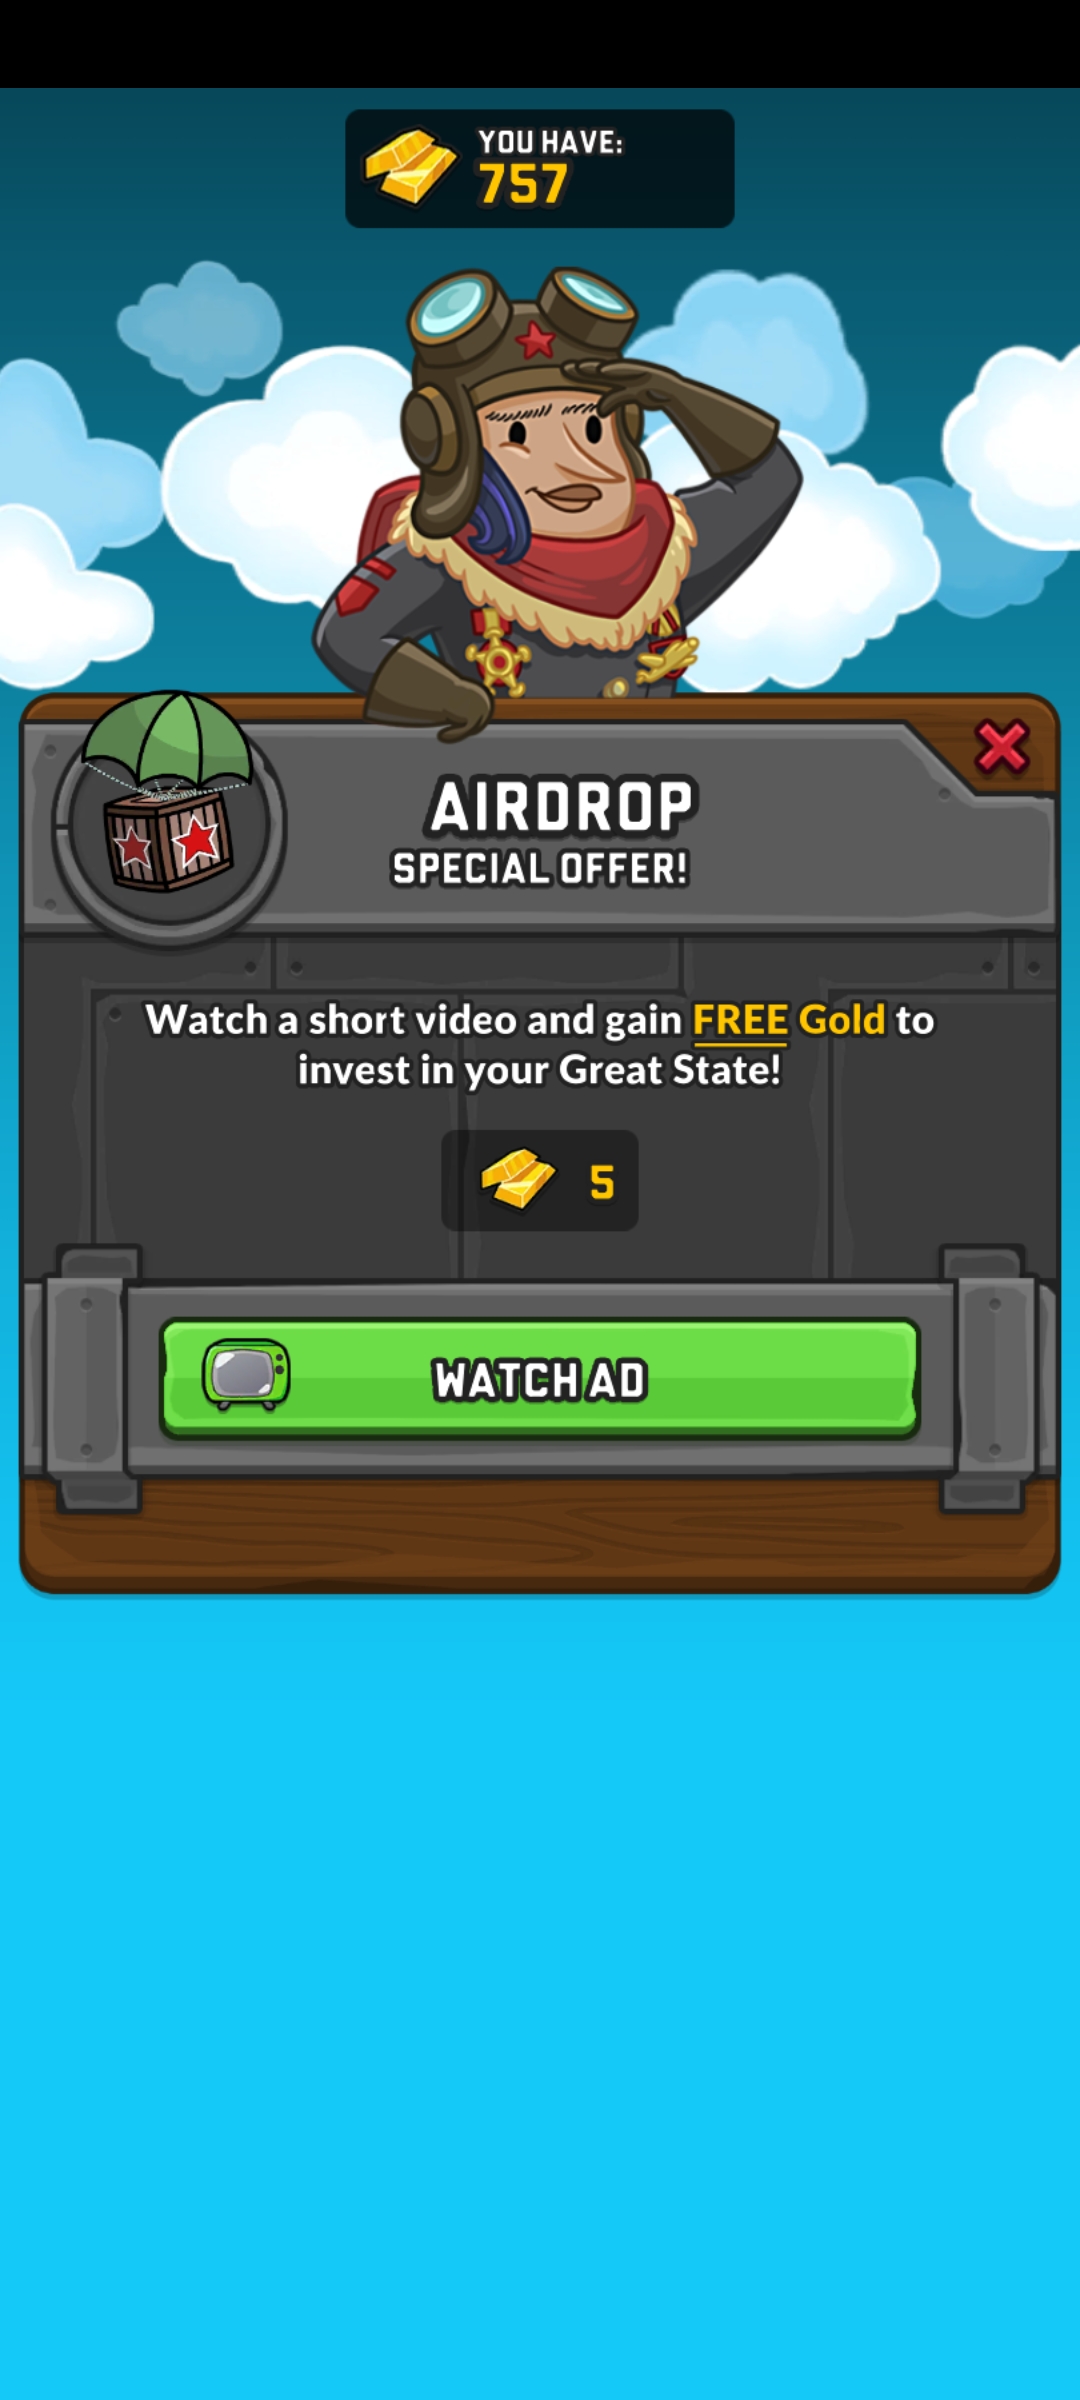 YOU HAVE:
757
AIRDROP
SPECIAL OFFER!
Watch a short video and gain FREE Gold to
invest in your Great State!
5
WATCH AD